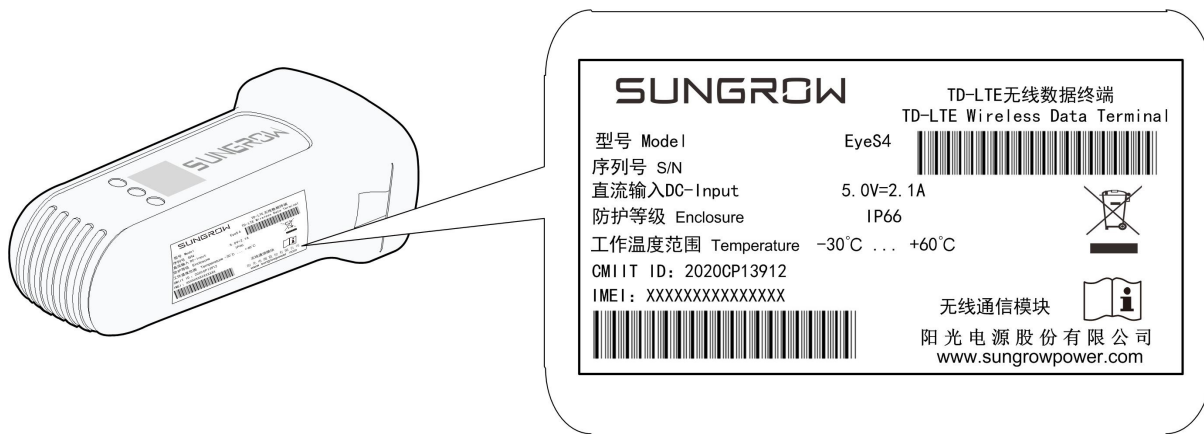 SUNGROW
SUNGROW
TD-LTE无线数据终端
TD-LTE Wireless Data Terminal
型号 Model EyeS4
序列号 S/N
直流输入DC-Input 5.0V=2.1A
防护等级 Enclosure IP66
工作温度范围 Temperature -30℃ ... +60℃
CMIIT ID: 2020CP13912
IMEI: XXXXXXXXXXXXXXX
无线通信模块
阳光电源股份有限公司
www.sungrowpower.com